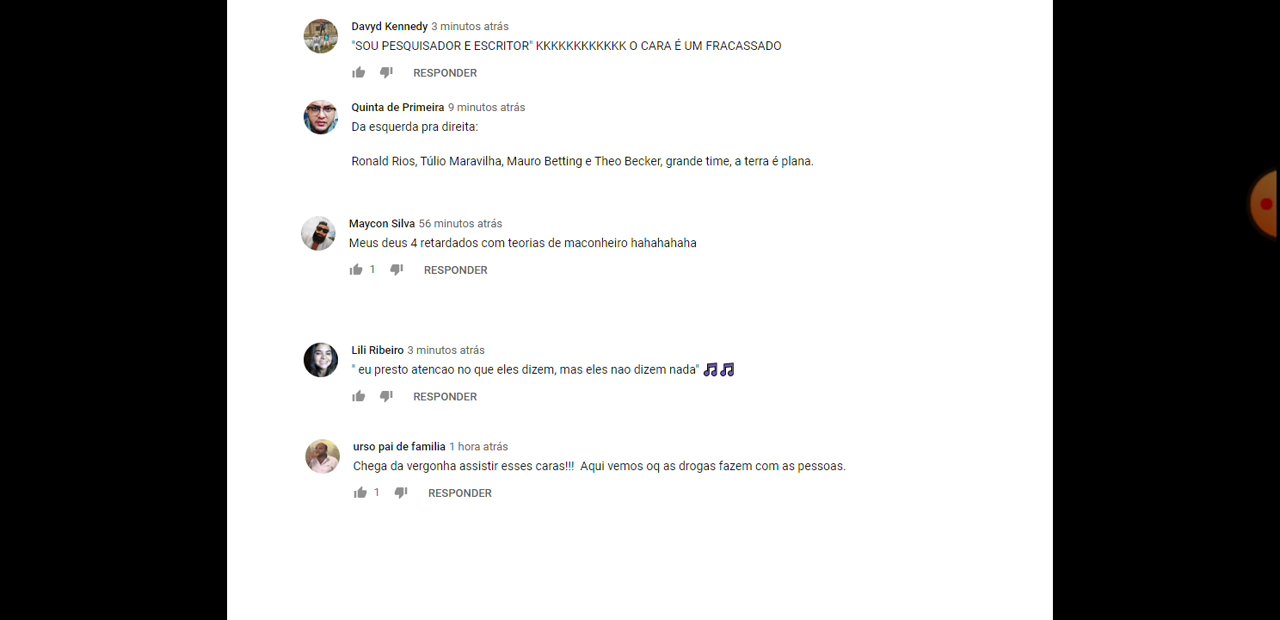 Davyd Kennedy 3 minutos atrás
"SOU PESQUISADOR E ESCRITOR" KKKKKKKKKKKK O CARA É UM FRACASSADO
RESPONDER
Quinta de Primeira 9 minutos atrás
Da esquerda pra direita:
Ronald Rios, Túlio Maravilha, Mauro Betting e Theo Becker, grande time, a terra é plana.
Maycon Silva 56 minutos atrás
Meus deus 4 retardados com teorias de maconheiro hahahahaha
1 RESPONDER
Lili Ribeiro 3 minutos atrás
" eu presto atencao no que eles dizem, mas eles nao dizem nada" 🎵🎵
RESPONDER
urso pai de familia 1 hora atrás
Chega da vergonha assistir esses caras!!! Aqui vemos oq as drogas fazem com as pessoas.
1 RESPONDER